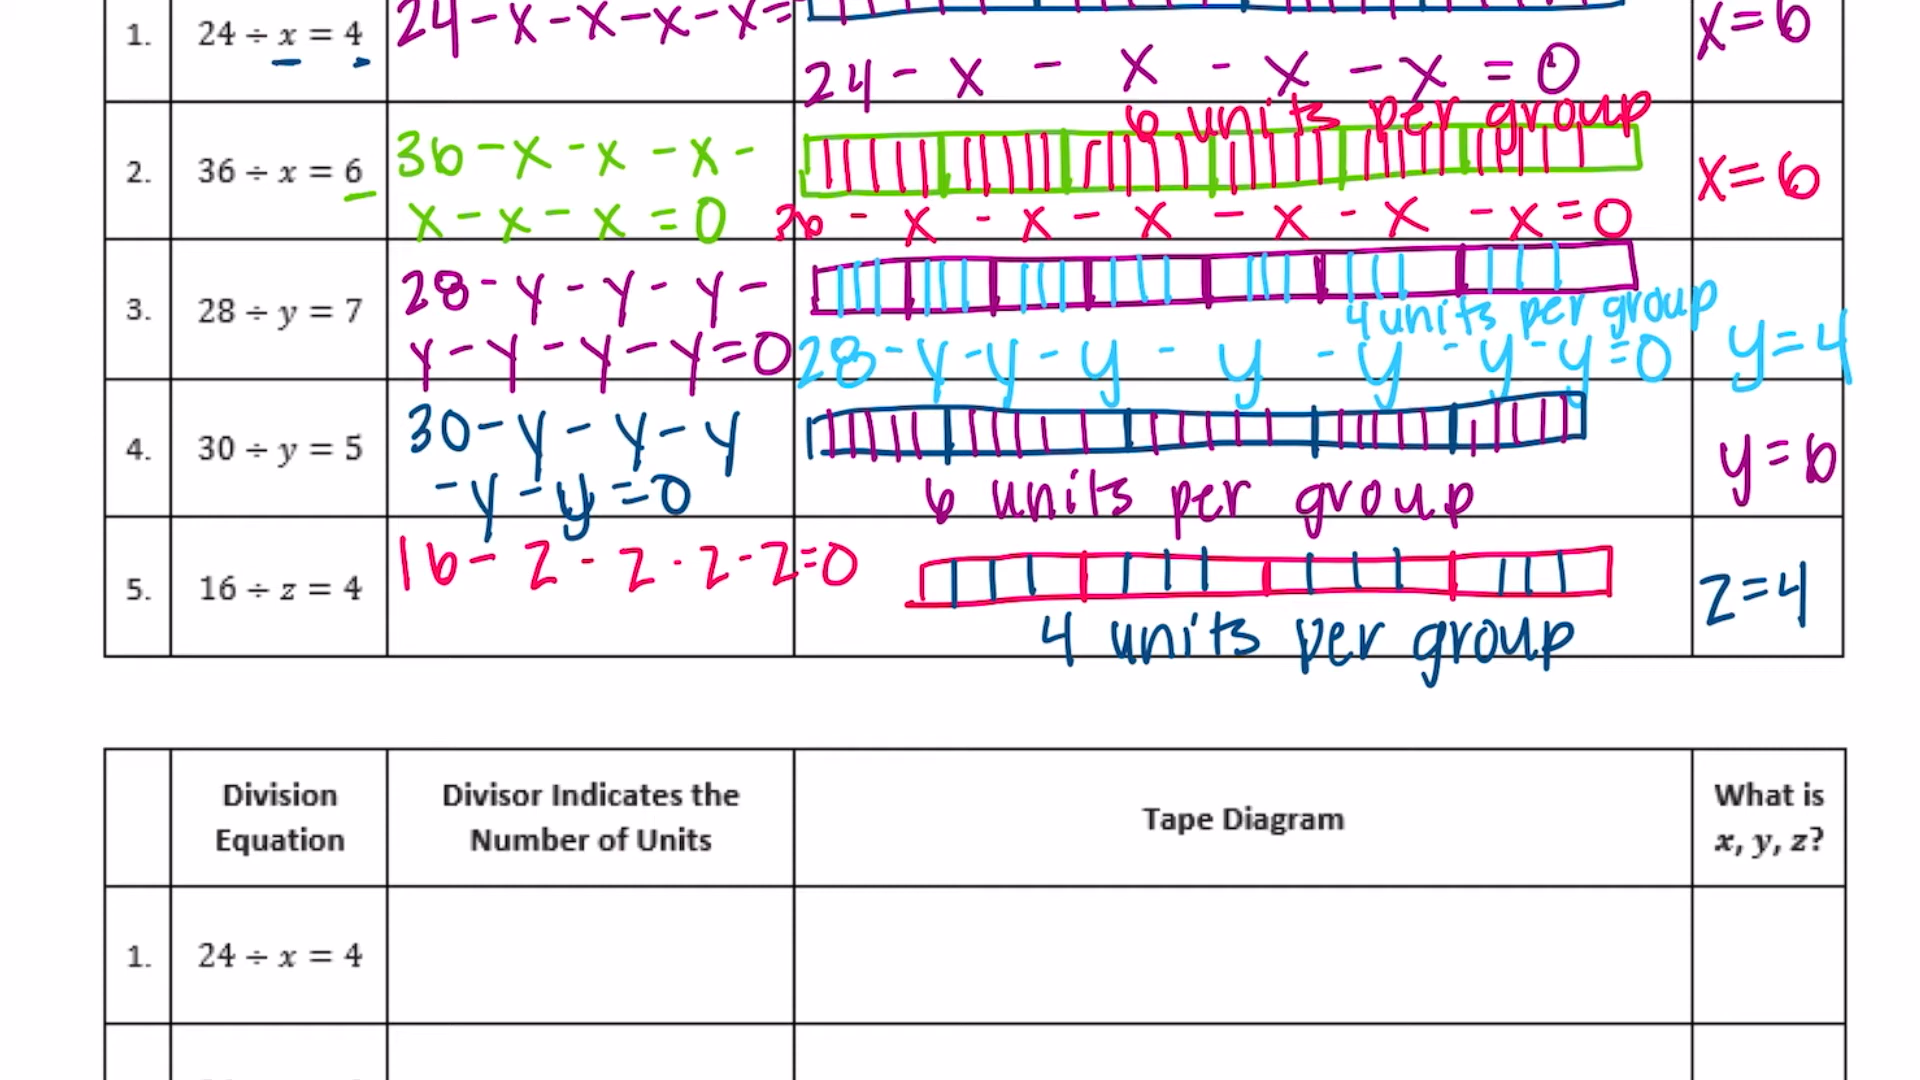 1. 24 ÷ x = 4 24 - x - x - x - x = x = 6
24 - x - x - x - x = 0
6 units per group
2. 36 ÷ x = 6 36 - x - x - x - x = 6
x - x - x = 0 36 - x - x - x - x - x - x = 0
3. 28 ÷ y = 7 28 - y - y - y -
4 units per group
y - y - y - y = 0 28 - y - y - y - y - y - y - y = 0 y = 4
4. 30 ÷ y = 5 30 - y - y - y y = 6
- y - y = 0 6 units per group
5. 16 ÷ z = 4 16 - z - z - z - z = 0 z = 4
4 units per group
Division Equation
Divisor Indicates the Number of Units
Tape Diagram
What is x, y, z?
1. 24 ÷ x = 4